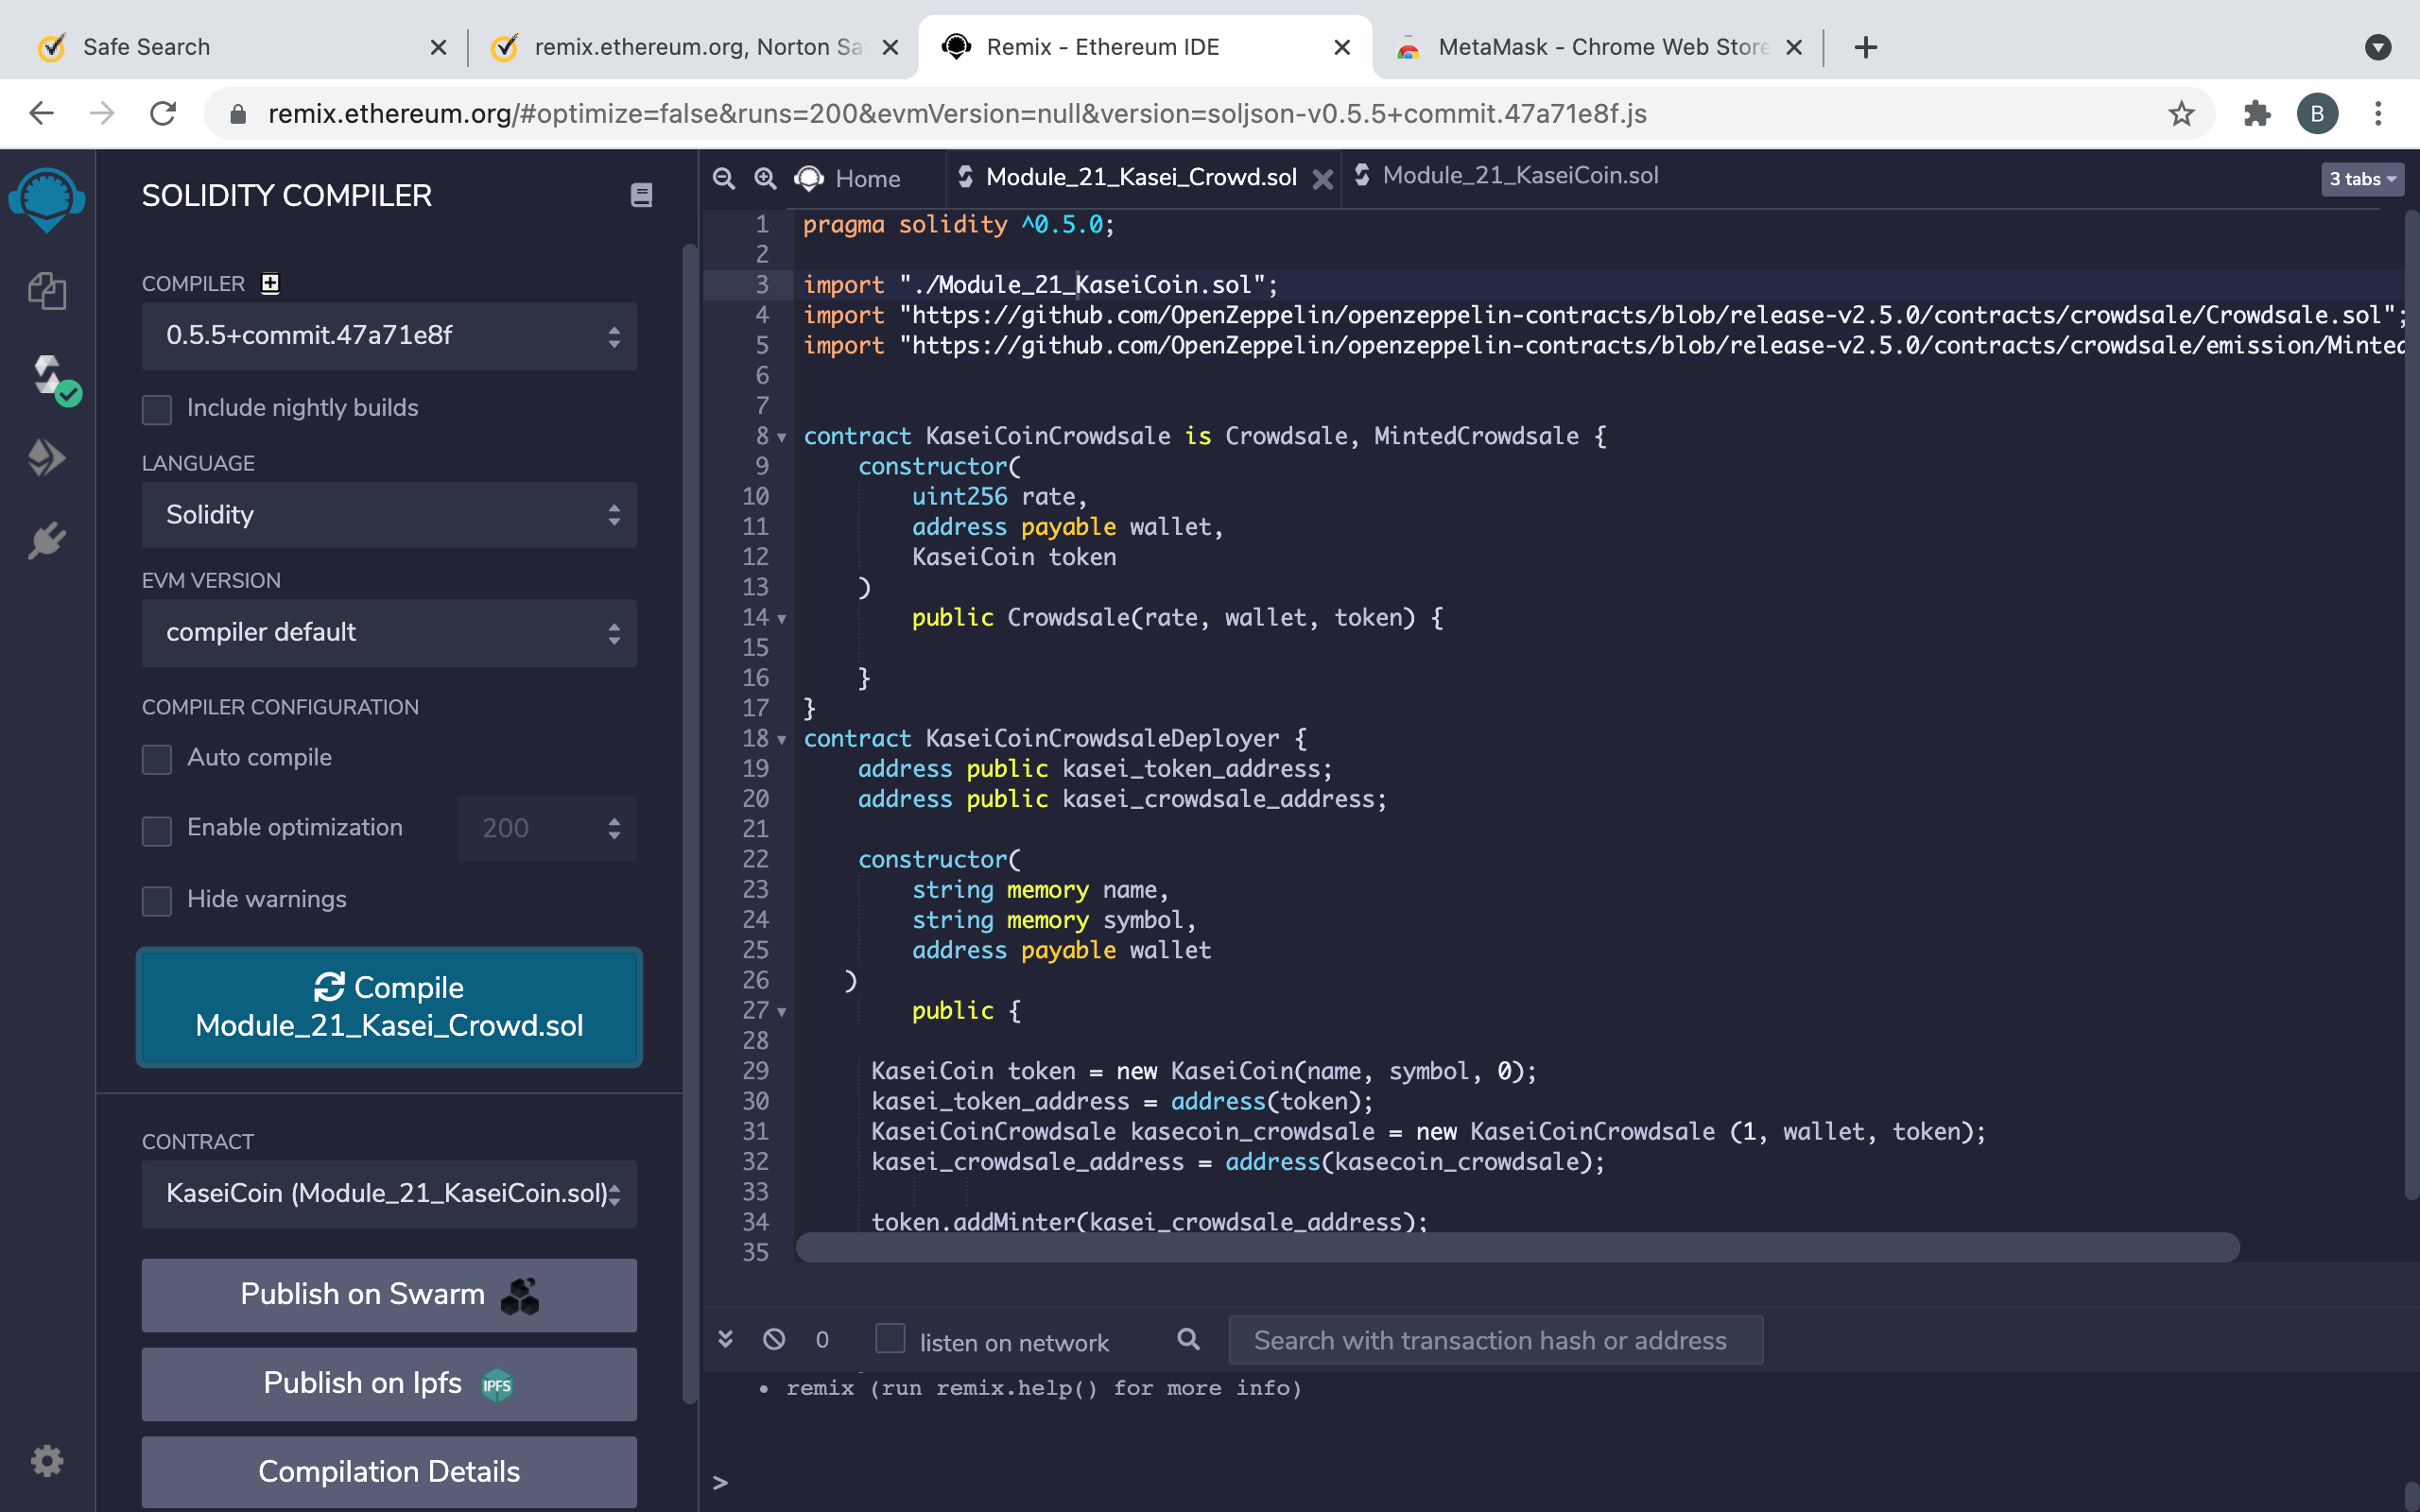 Safe Search
remix.ethereum.org, Norton Sa
Remix - Ethereum IDE
MetaMask - Chrome Web Store
remix.ethereum.org/#optimize=false&runs=200&evmVersion=null&version=soljson-v0.5.5+commit.47a71e8f.js
B
SOLIDITY COMPILER
COMPILER
0.5.5+commit.47a71e8f
Include nightly builds
LANGUAGE
Solidity
EVM VERSION
compiler default
COMPILER CONFIGURATION
Auto compile
Enable optimization 200
Hide warnings
Compile
Module_21_Kasei_Crowd.sol
CONTRACT
KaseiCoin (Module_21_KaseiCoin.sol)
Publish on Swarm
Publish on Ipfs IPFS
Compilation Details
Home Module_21_Kasei_Crowd.sol Module_21_KaseiCoin.sol 3 tabs
1 pragma solidity ^0.5.0;
2
3 import "./Module_21_KaseiCoin.sol";
4 import "https://github.com/OpenZeppelin/openzeppelin-contracts/blob/release-v2.5.0/contracts/crowdsale/Crowdsale.sol";
5 import "https://github.com/OpenZeppelin/openzeppelin-contracts/blob/release-v2.5.0/contracts/crowdsale/emission/Minted
6
7
8 contract KaseiCoinCrowdsale is Crowdsale, MintedCrowdsale {
9 constructor(
10 uint256 rate,
11 address payable wallet,
12 KaseiCoin token
13 )
14 public Crowdsale(rate, wallet, token) {
15
16 }
17 }
18 contract KaseiCoinCrowdsaleDeployer {
19 address public kasei_token_address;
20 address public kasei_crowdsale_address;
21
22 constructor(
23 string memory name,
24 string memory symbol,
25 address payable wallet
26 )
27 public {
28
29 KaseiCoin token = new KaseiCoin(name, symbol, 0);
30 kasei_token_address = address(token);
31 KaseiCoinCrowdsale kasecoin_crowdsale = new KaseiCoinCrowdsale (1, wallet, token);
32 kasei_crowdsale_address = address(kasecoin_crowdsale);
33
34 token.addMinter(kasei_crowdsale_address);
35
0 listen on network Search with transaction hash or address
• remix (run remix.help() for more info)
>